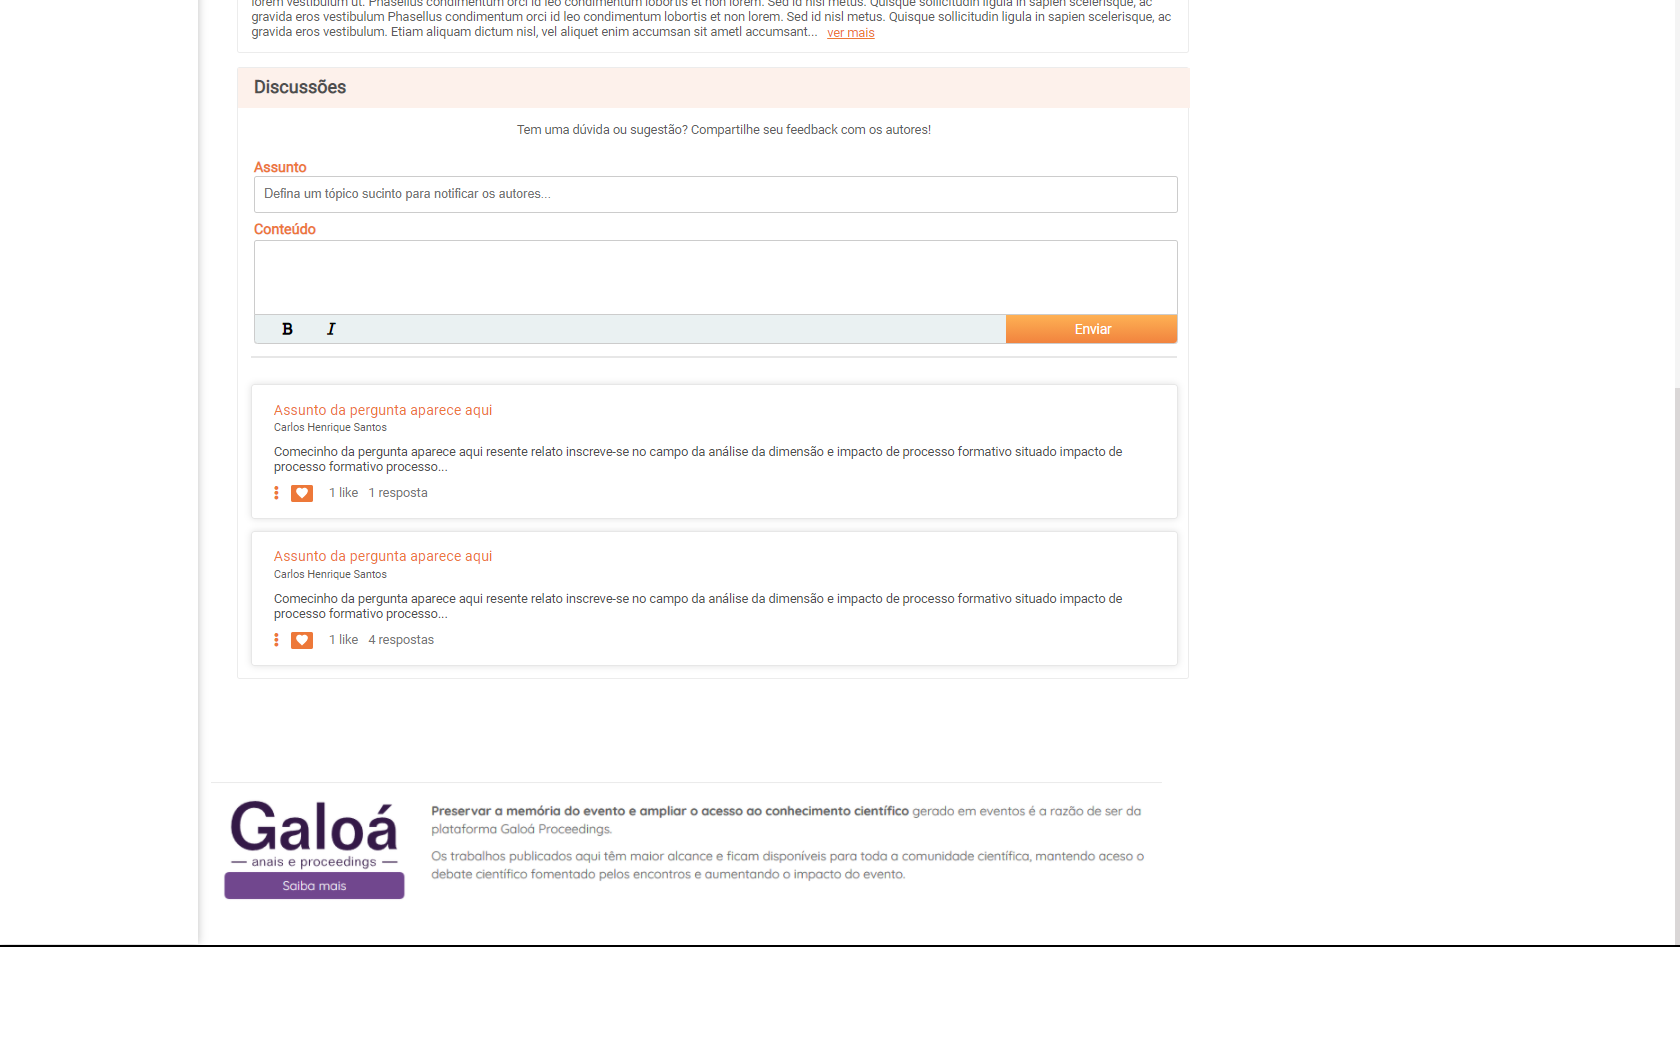 lorem vestibulum ut. Phasellus condimentum orci id leo condimentum lobortis et non lorem. Sed id nisl metus. Quisque sollicitudin ligula in sapien scelerisque, ac
gravida eros vestibulum Phasellus condimentum orci id leo condimentum lobortis et non lorem. Sed id nisl metus. Quisque sollicitudin ligula in sapien scelerisque, ac
gravida eros vestibulum. Etiam aliquam dictum nisl, vel aliquet enim accumsan sit ametl accumsant... ver mais
Discussões
Tem uma dúvida ou sugestão? Compartilhe seu feedback com os autores!
Assunto
Defina um tópico sucinto para notificar os autores...
Conteúdo
B I Enviar
Assunto da pergunta aparece aqui
Carlos Henrique Santos
Comecinho da pergunta aparece aqui resente relato inscreve-se no campo da análise da dimensão e impacto de processo formativo situado impacto de
processo formativo processo...
1 like 1 resposta
Assunto da pergunta aparece aqui
Carlos Henrique Santos
Comecinho da pergunta aparece aqui resente relato inscreve-se no campo da análise da dimensão e impacto de processo formativo situado impacto de
processo formativo processo...
1 like 4 respostas
Galoá
anais e proceedings
Saiba mais
Preservar a memória do evento e ampliar o acesso ao conhecimento científico gerado em eventos é a razão de ser da
plataforma Galoá Proceedings.
Os trabalhos publicados aqui têm maior alcance e ficam disponíveis para toda a comunidade científica, mantendo aceso o
debate científico fomentado pelos encontros e aumentando o impacto do evento.